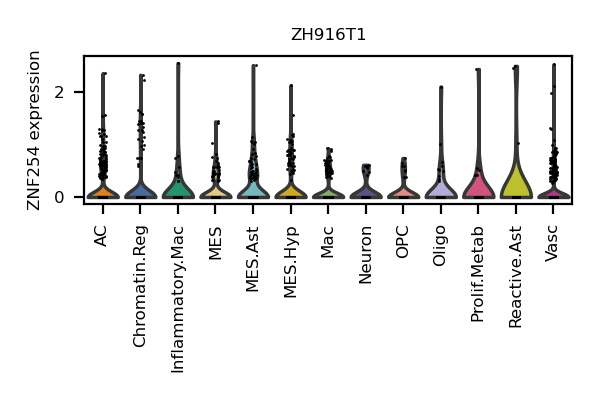 ZH916T1
ZNF254 expression
2
0
AC
Chromatin.Reg
Inflammatory.Mac
MES
MES.Ast
MES.Hyp
Mac
Neuron
OPC
Oligo
Prolif.Metab
Reactive.Ast
Vasc